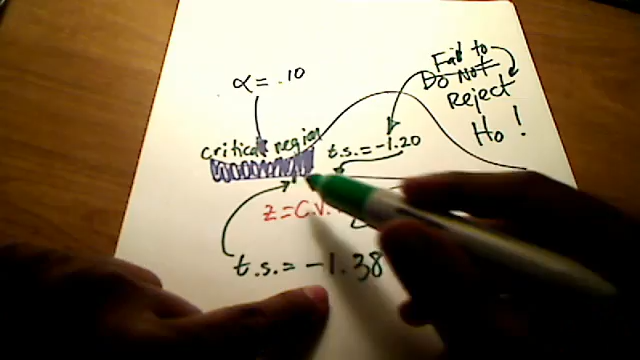 α = .10
Fail to
Do Not
Reject
Ho!
critical region
t.s. = -1.20
z = C.V.
t.s. = -1.38